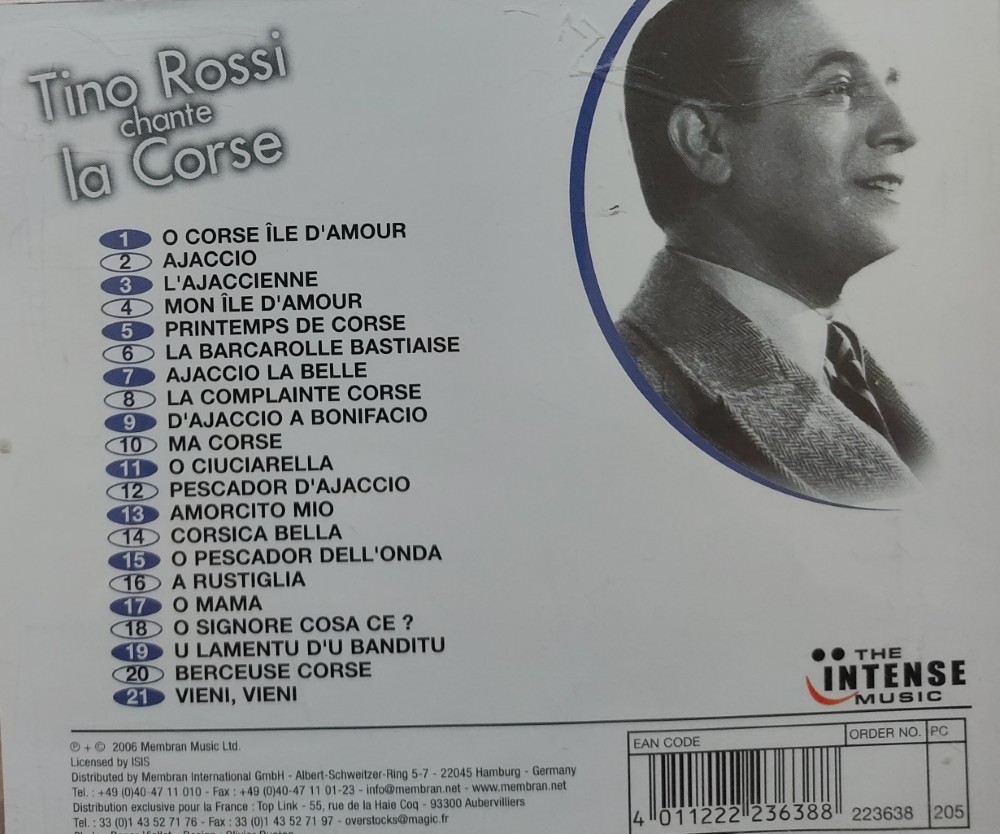 Tino Rossi
chante
la Corse
1 O CORSE ÎLE D'AMOUR
2 AJACCIO
3 L'AJACCIENNE
4 MON ÎLE D'AMOUR
5 PRINTEMPS DE CORSE
6 LA BARCAROLLE BASTIAISE
7 AJACCIO LA BELLE
8 LA COMPLAINTE CORSE
9 D'AJACCIO A BONIFACIO
10 MA CORSE
11 O CIUCIARELLA
12 PESCADOR D'AJACCIO
13 AMORCITO MIO
14 CORSICA BELLA
15 O PESCADOR DELL'ONDA
16 A RUSTIGLIA
17 O MAMA
18 O SIGNORE COSA CE ?
19 U LAMENTU D'U BANDITU
20 BERCEUSE CORSE
21 VIENI, VIENI
THE
INTENSE
MUSIC
℗ + © 2006 Membran Music Ltd.
Licensed by ISIS
Distributed by Membran International GmbH - Albert-Schweitzer-Ring 5-7 - 22045 Hamburg - Germany
Tel. : +49 (0)40-47 11 010 - Fax : +49 (0)40-47 11 01-23 - info@membran.net - www.membran.net
Distribution exclusive pour la France : Top Link - 55, rue de la Haie Coq - 93300 Aubervilliers
Tel. : 33 (0)1 43 52 71 76 - Fax : 33 (0)1 43 52 71 97 - overstocks@magic.fr
EAN CODE ORDER NO. PC
4 011222 236388 223638 205